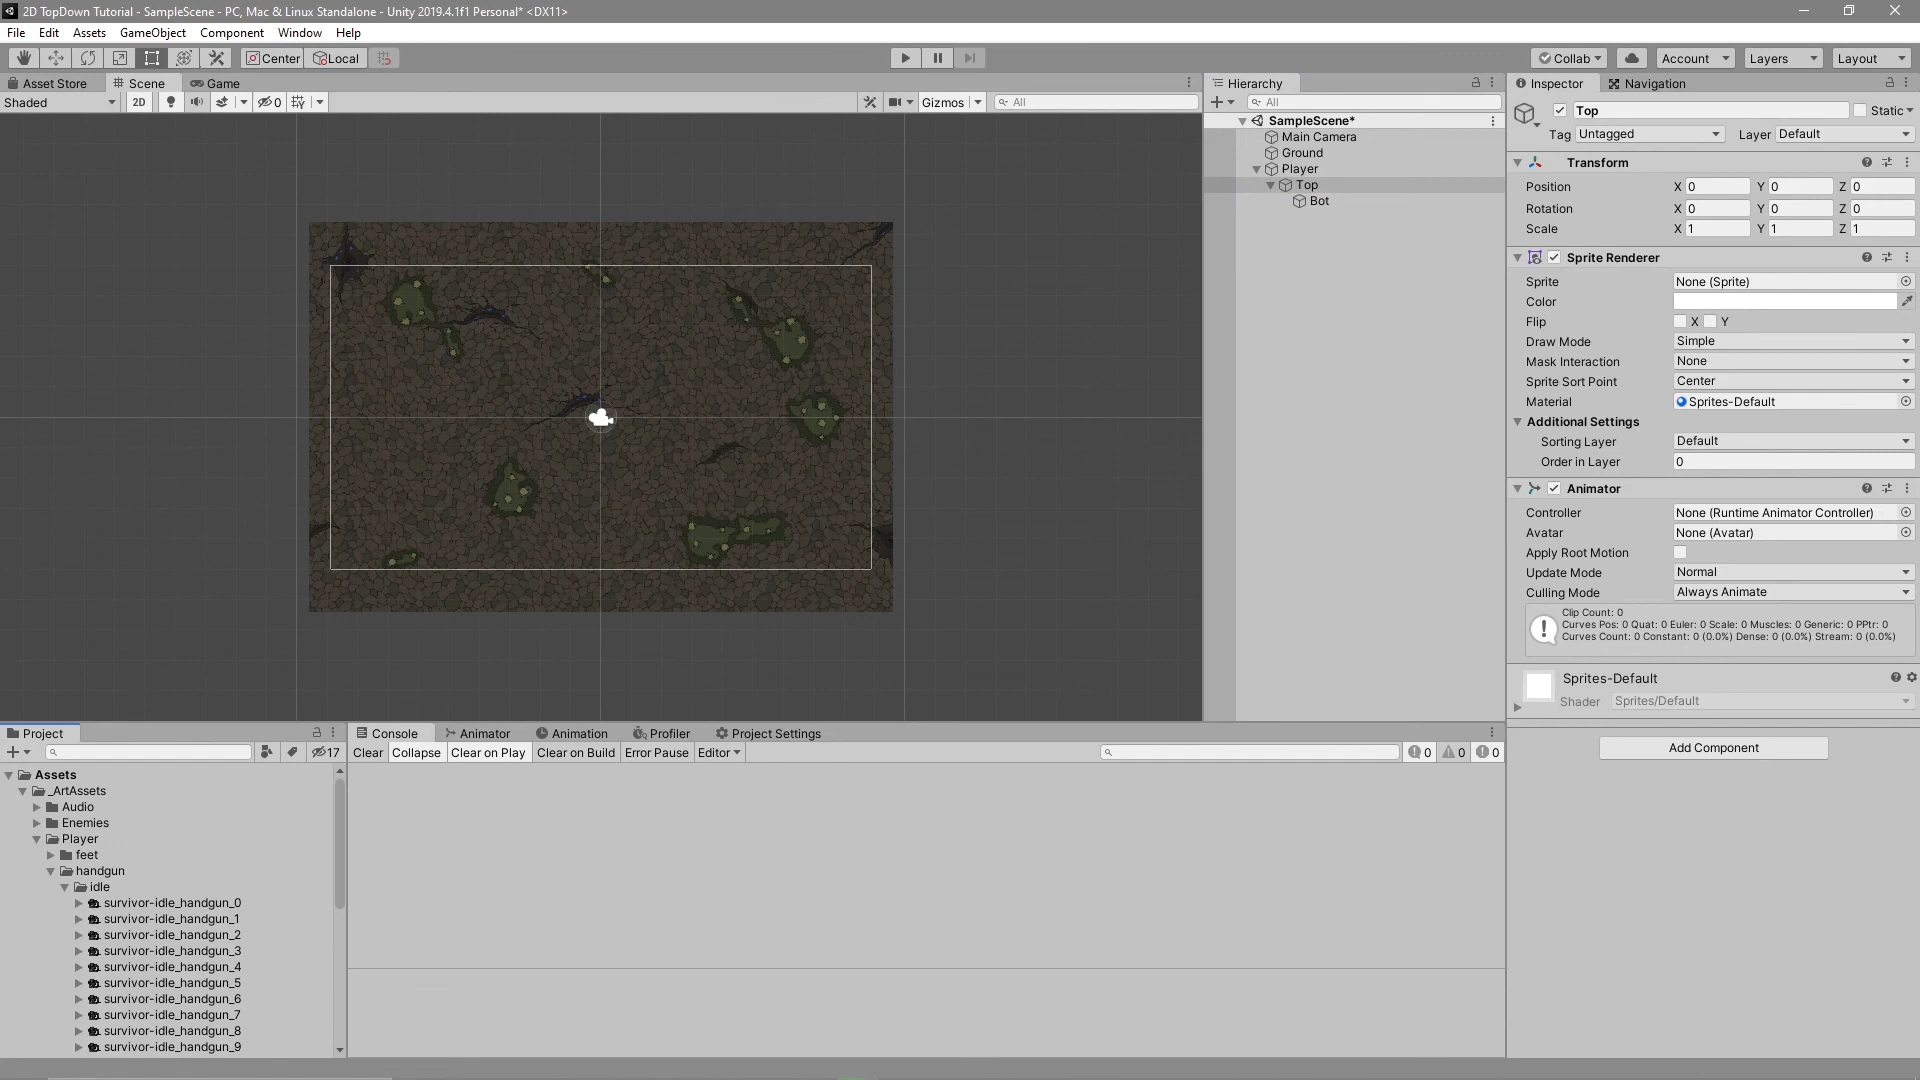 2D TopDown Tutorial - SampleScene - PC, Mac & Linux Standalone - Unity 2019.4.1f1 Personal* <DX11>
File Edit Assets GameObject Component Window Help
Center Local Collab Account Layers Layout
Asset Store Scene Game
Shaded 2D 0 Gizmos All
Hierarchy
All
SampleScene*
Main Camera
Ground
Player
Top
Bot
Inspector Navigation
Top Static
Tag Untagged Layer Default
Transform
Position X 0 Y 0 Z 0
Rotation X 0 Y 0 Z 0
Scale X 1 Y 1 Z 1
Sprite Renderer
Sprite None (Sprite)
Color
Flip X Y
Draw Mode Simple
Mask Interaction None
Sprite Sort Point Center
Material Sprites-Default
Additional Settings
Sorting Layer Default
Order in Layer 0
Animator
Controller None (Runtime Animator Controller)
Avatar None (Avatar)
Apply Root Motion
Update Mode Normal
Culling Mode Always Animate
Clip Count: 0
Curves Pos: 0 Quat: 0 Euler: 0 Scale: 0 Muscles: 0 Generic: 0 PPtr: 0
Curves Count: 0 Constant: 0 (0.0%) Dense: 0 (0.0%) Stream: 0 (0.0%)
Sprites-Default
Shader Sprites/Default
Add Component
Project
17
Assets
_ArtAssets
Audio
Enemies
Player
feet
handgun
idle
survivor-idle_handgun_0
survivor-idle_handgun_1
survivor-idle_handgun_2
survivor-idle_handgun_3
survivor-idle_handgun_4
survivor-idle_handgun_5
survivor-idle_handgun_6
survivor-idle_handgun_7
survivor-idle_handgun_8
survivor-idle_handgun_9
Console Animator Animation Profiler Project Settings
Clear Collapse Clear on Play Clear on Build Error Pause Editor 0 0 0